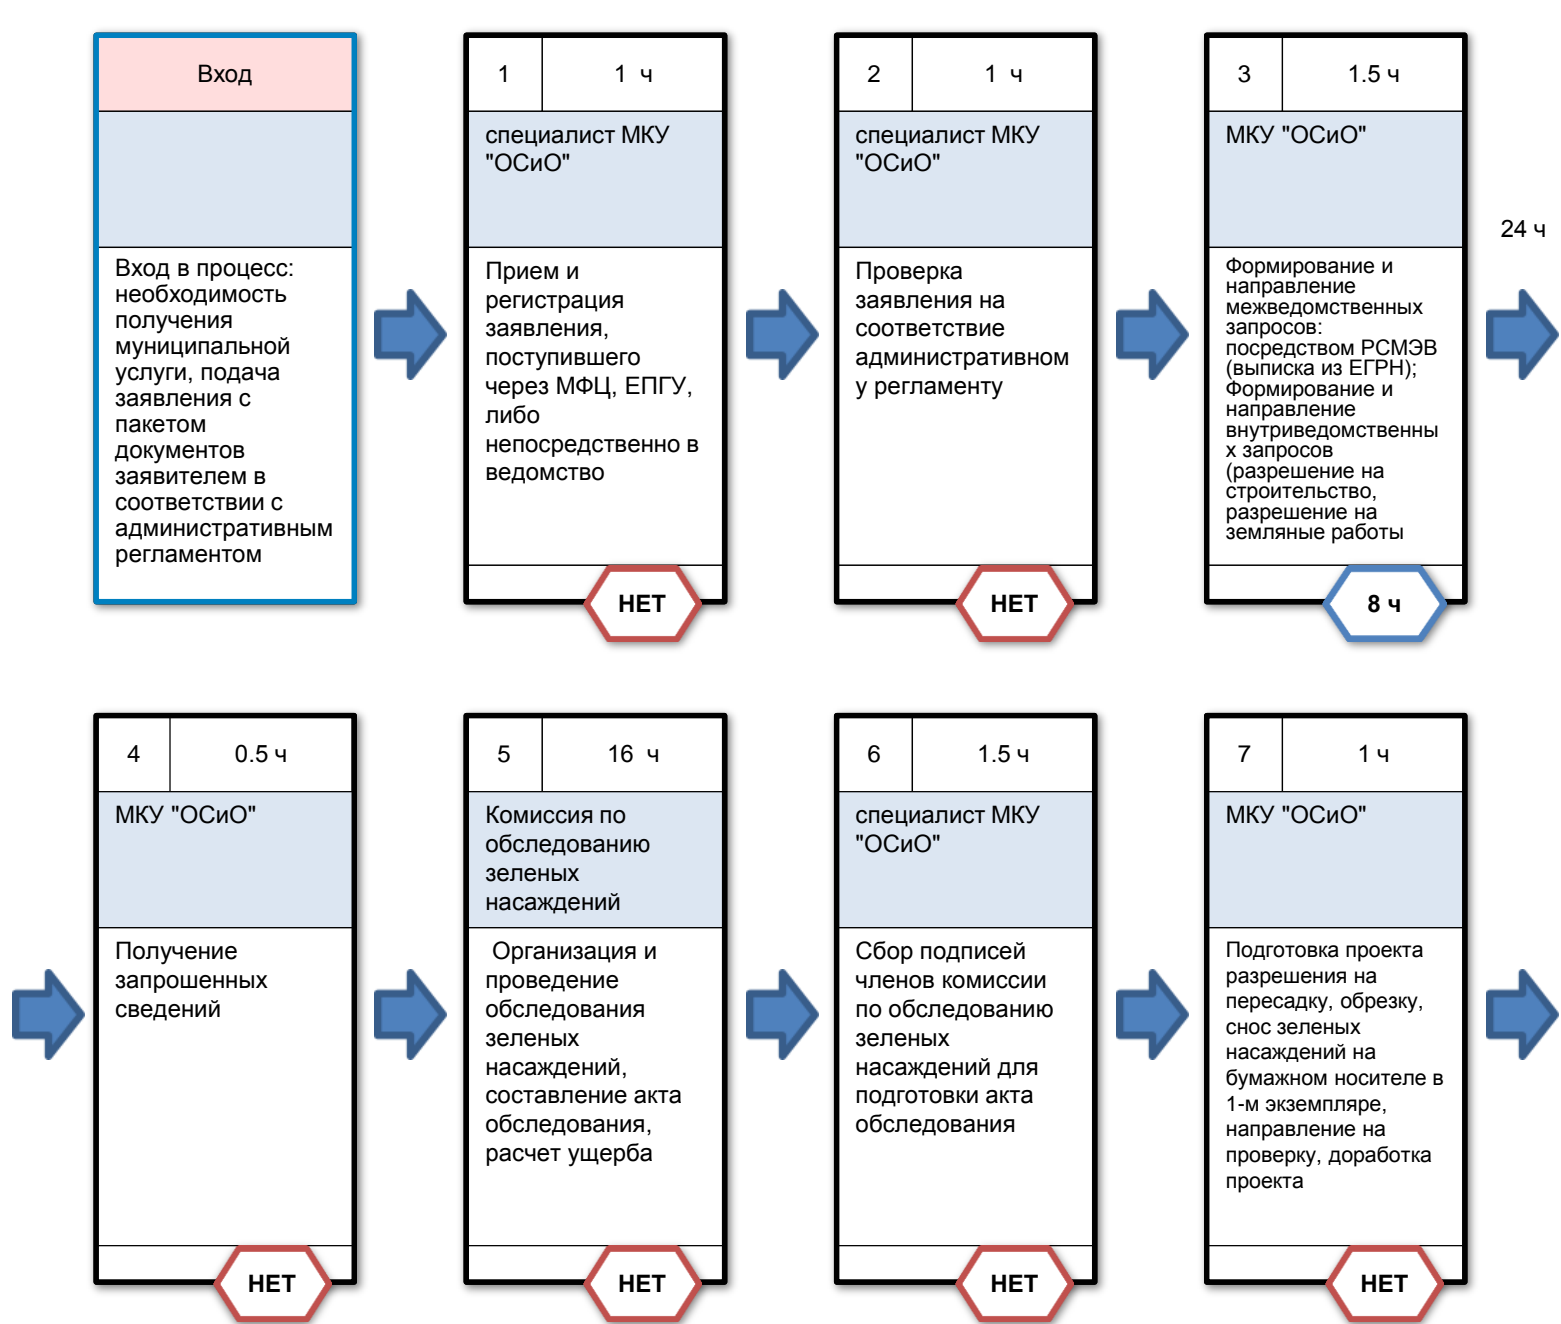 Вход
Вход в процесс:
необходимость
получения
муниципальной
услуги, подача
заявления с
пакетом
документов
заявителем в
соответствии с
административным
регламентом
1
1 ч
специалист МКУ
"ОСиО"
Прием и
регистрация
заявления,
поступившего
через МФЦ, ЕПГУ,
либо
непосредственно в
ведомство
НЕТ
2
1 ч
специалист МКУ
"ОСиО"
Проверка
заявления на
соответствие
административном
у регламенту
НЕТ
3
1.5 ч
МКУ "ОСиО"
Формирование и
направление
межведомственных
запросов:
посредством РСМЭВ
(выписка из ЕГРН);
Формирование и
направление
внутриведомственны
х запросов
(разрешение на
строительство,
разрешение на
земляные работы
8 ч
24 ч
4
0.5 ч
МКУ "ОСиО"
Получение
запрошенных
сведений
НЕТ
5
16 ч
Комиссия по
обследованию
зеленых
насаждений
Организация и
проведение
обследования
зеленых
насаждений,
составление акта
обследования,
расчет ущерба
НЕТ
6
1.5 ч
специалист МКУ
"ОСиО"
Сбор подписей
членов комиссии
по обследованию
зеленых
насаждений для
подготовки акта
обследования
НЕТ
7
1 ч
МКУ "ОСиО"
Подготовка проекта
разрешения на
пересадку, обрезку,
снос зеленых
насаждений на
бумажном носителе в
1-м экземпляре,
направление на
проверку, доработка
проекта
НЕТ